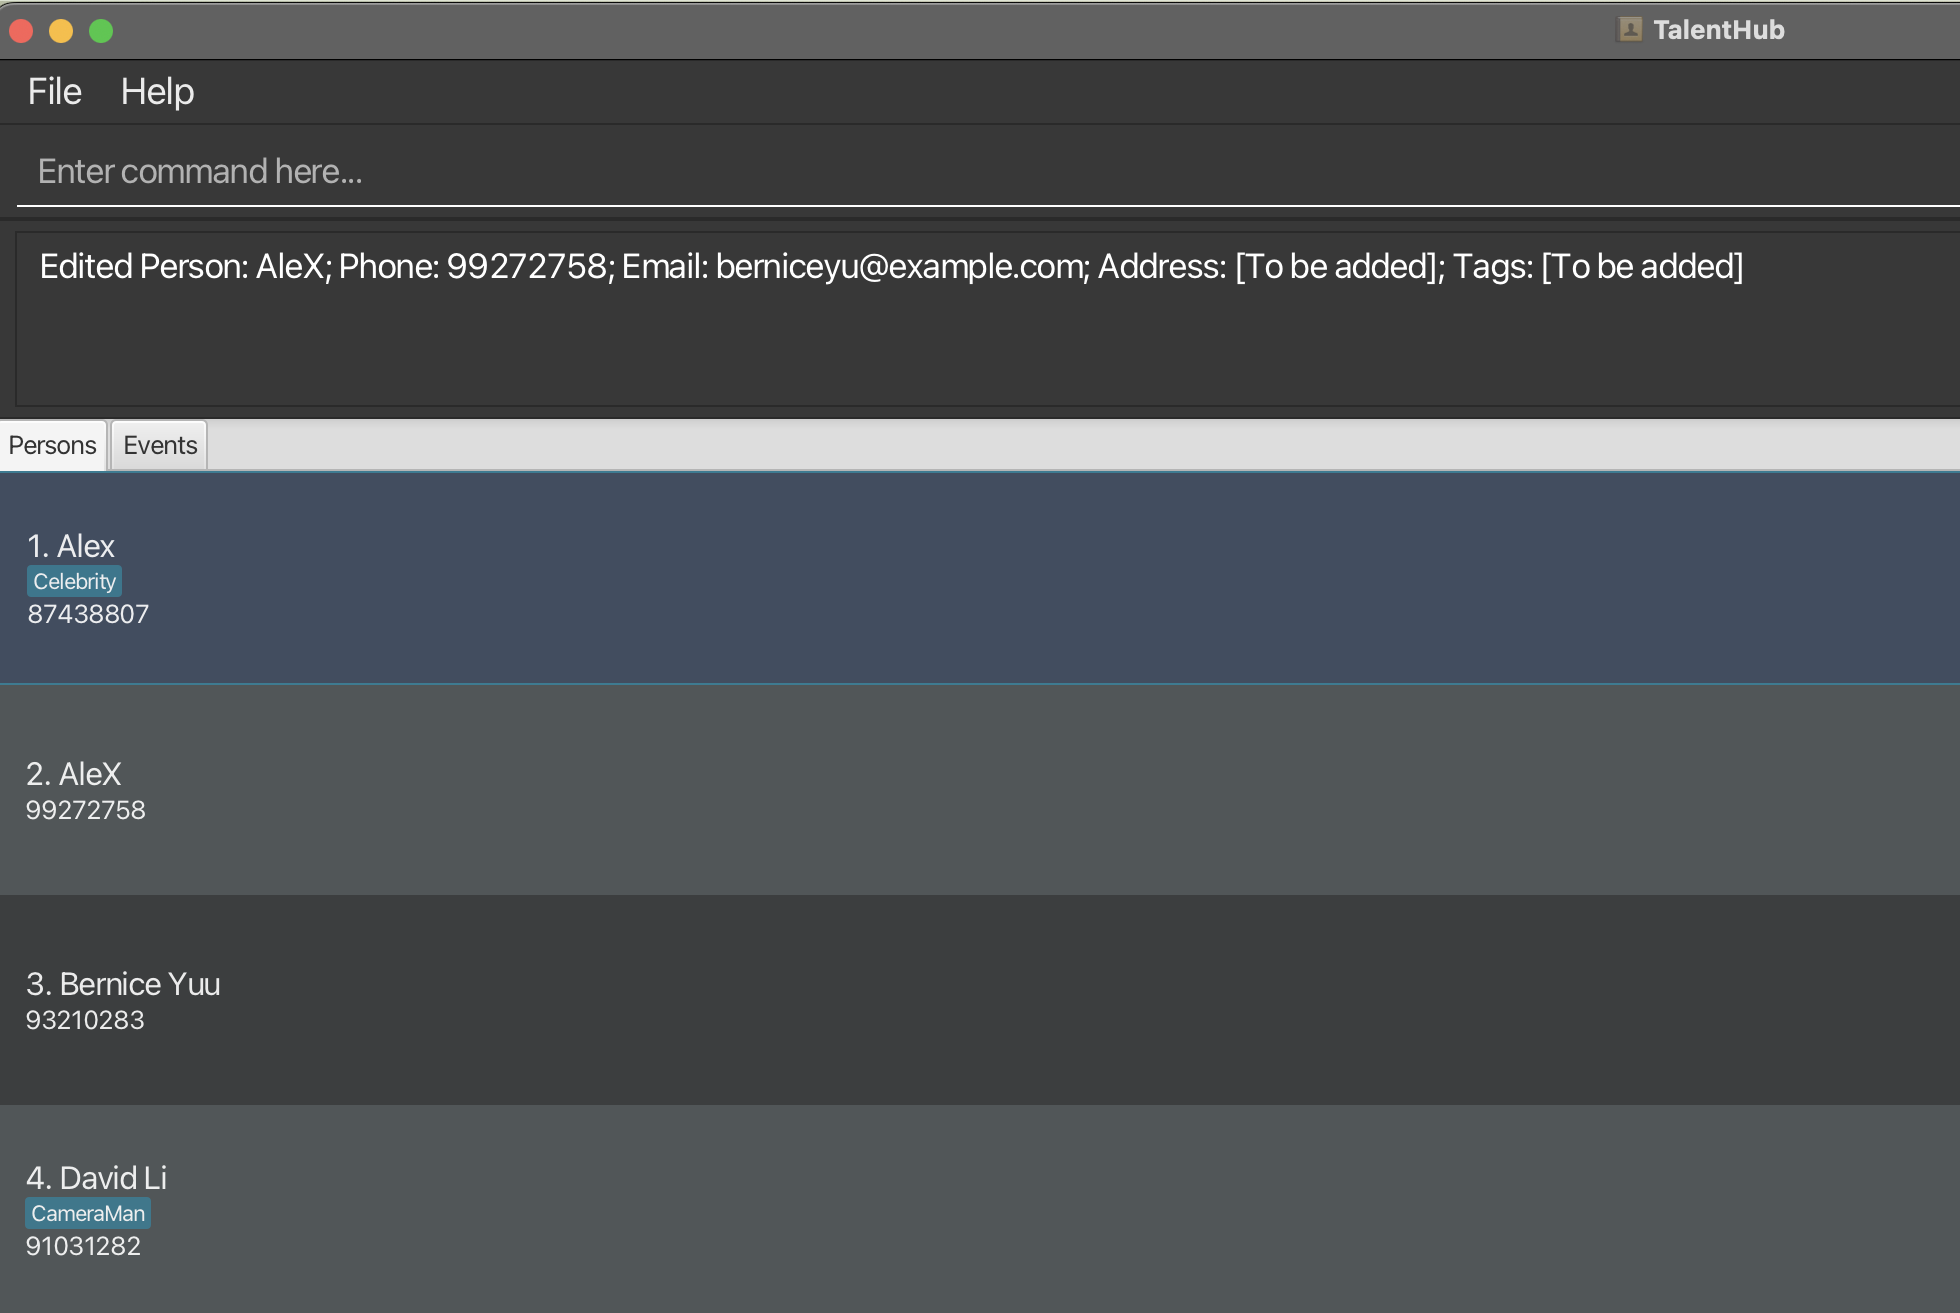 TalentHub
File Help
Enter command here...
Edited Person: AleX; Phone: 99272758; Email: berniceyu@example.com; Address: [To be added]; Tags: [To be added]
Persons Events
1. Alex
Celebrity
87438807
2. AleX
99272758
3. Bernice Yuu
93210283
4. David Li
CameraMan
91031282